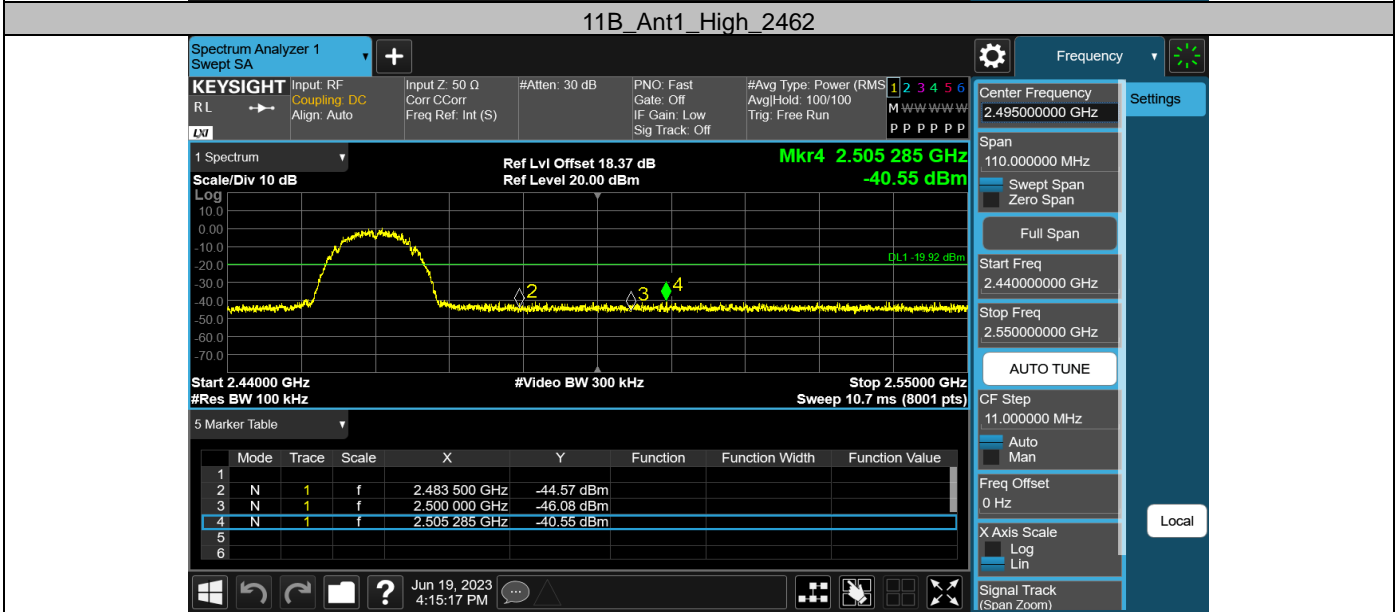 11B_Ant1_High_2462
Spectrum Analyzer 1
Swept SA
+
Frequency
KEYSIGHT
RL
LXI
Input: RF
Coupling: DC
Align: Auto
Input Z: 50 Ω
Corr CCorr
Freq Ref: Int (S)
#Atten: 30 dB
PNO: Fast
Gate: Off
IF Gain: Low
Sig Track: Off
#Avg Type: Power (RMS
Avg|Hold: 100/100
Trig: Free Run
1 2 3 4 5 6
M W W W W W
P P P P P P
1 Spectrum
Scale/Div 10 dB
Ref Lvl Offset 18.37 dB
Ref Level 20.00 dBm
Mkr4 2.505 285 GHz
-40.55 dBm
Log
10.0
0.00
-10.0
-20.0
-30.0
-40.0
-50.0
-60.0
-70.0
DL1 -19.92 dBm
2
3
4
Start 2.44000 GHz
#Res BW 100 kHz
#Video BW 300 kHz
Stop 2.55000 GHz
Sweep 10.7 ms (8001 pts)
5 Marker Table
Mode Trace Scale X Y Function Function Width Function Value
1
2 N 1 f 2.483 500 GHz -44.57 dBm
3 N 1 f 2.500 000 GHz -46.08 dBm
4 N 1 f 2.505 285 GHz -40.55 dBm
5
6
?
Jun 19, 2023
4:15:17 PM
Center Frequency
2.495000000 GHz
Span
110.000000 MHz
Swept Span
Zero Span
Full Span
Start Freq
2.440000000 GHz
Stop Freq
2.550000000 GHz
AUTO TUNE
CF Step
11.000000 MHz
Auto
Man
Freq Offset
0 Hz
X Axis Scale
Log
Lin
Signal Track
(Span Zoom)
Settings
Local